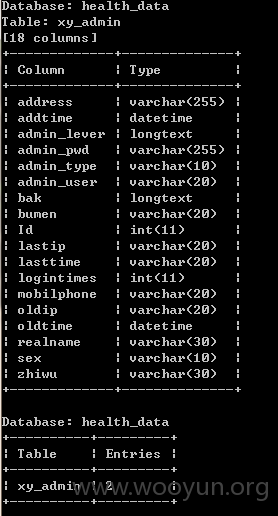 Database: health_data
Table: xy_admin
[18 columns]
+-------------+--------------+
| Column      | Type         |
+-------------+--------------+
| address     | varchar(255) |
| addtime     | datetime     |
| admin_lever | longtext     |
| admin_pwd   | varchar(255) |
| admin_type  | varchar(10)  |
| admin_user  | varchar(20)  |
| bak         | longtext     |
| bumen       | varchar(20)  |
| Id          | int(11)      |
| lastip      | varchar(20)  |
| lasttime    | varchar(20)  |
| logintimes  | int(11)      |
| mobilphone  | varchar(20)  |
| oldip       | varchar(20)  |
| oldtime     | datetime     |
| realname    | varchar(30)  |
| sex         | varchar(10)  |
| zhiwu       | varchar(30)  |
+-------------+--------------+
Database: health_data
+----------+---------+
| Table    | Entries |
+----------+---------+
| xy_admin | 2       |
+----------+---------+
www.wooyun.org